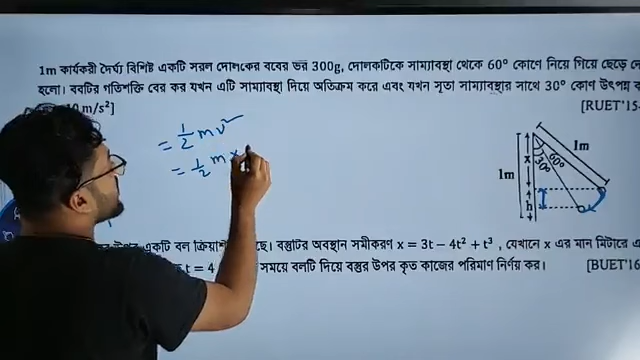 1m কার্যকরী দৈর্ঘ্য বিশিষ্ট একটি সরল দোলকের ববের ভর 300g, দোলকটিকে সাম্যাবস্থা থেকে 60° কোণে নিয়ে গিয়ে ছেড়ে
হলো। ববটির গতিশক্তি বের কর যখন এটি সাম্যাবস্থা দিয়ে অতিক্রম করে এবং যখন সূতা সাম্যাবস্থার সাথে 30° কোণ উৎপন্ন
m/s²] [RUET'15
= 1/2 mv²
= 1/2 m x
1m
x
30°
60°
1m
h
একটি বল ক্রিয়া ছে। বস্তুটির অবস্থান সমীকরণ x = 3t − 4t² + t³, যেখানে x এর মান মিটারে
t = 4 সময়ে বলটি দিয়ে বস্তুর উপর কৃত কাজের পরিমাণ নির্ণয় কর। [BUET'16